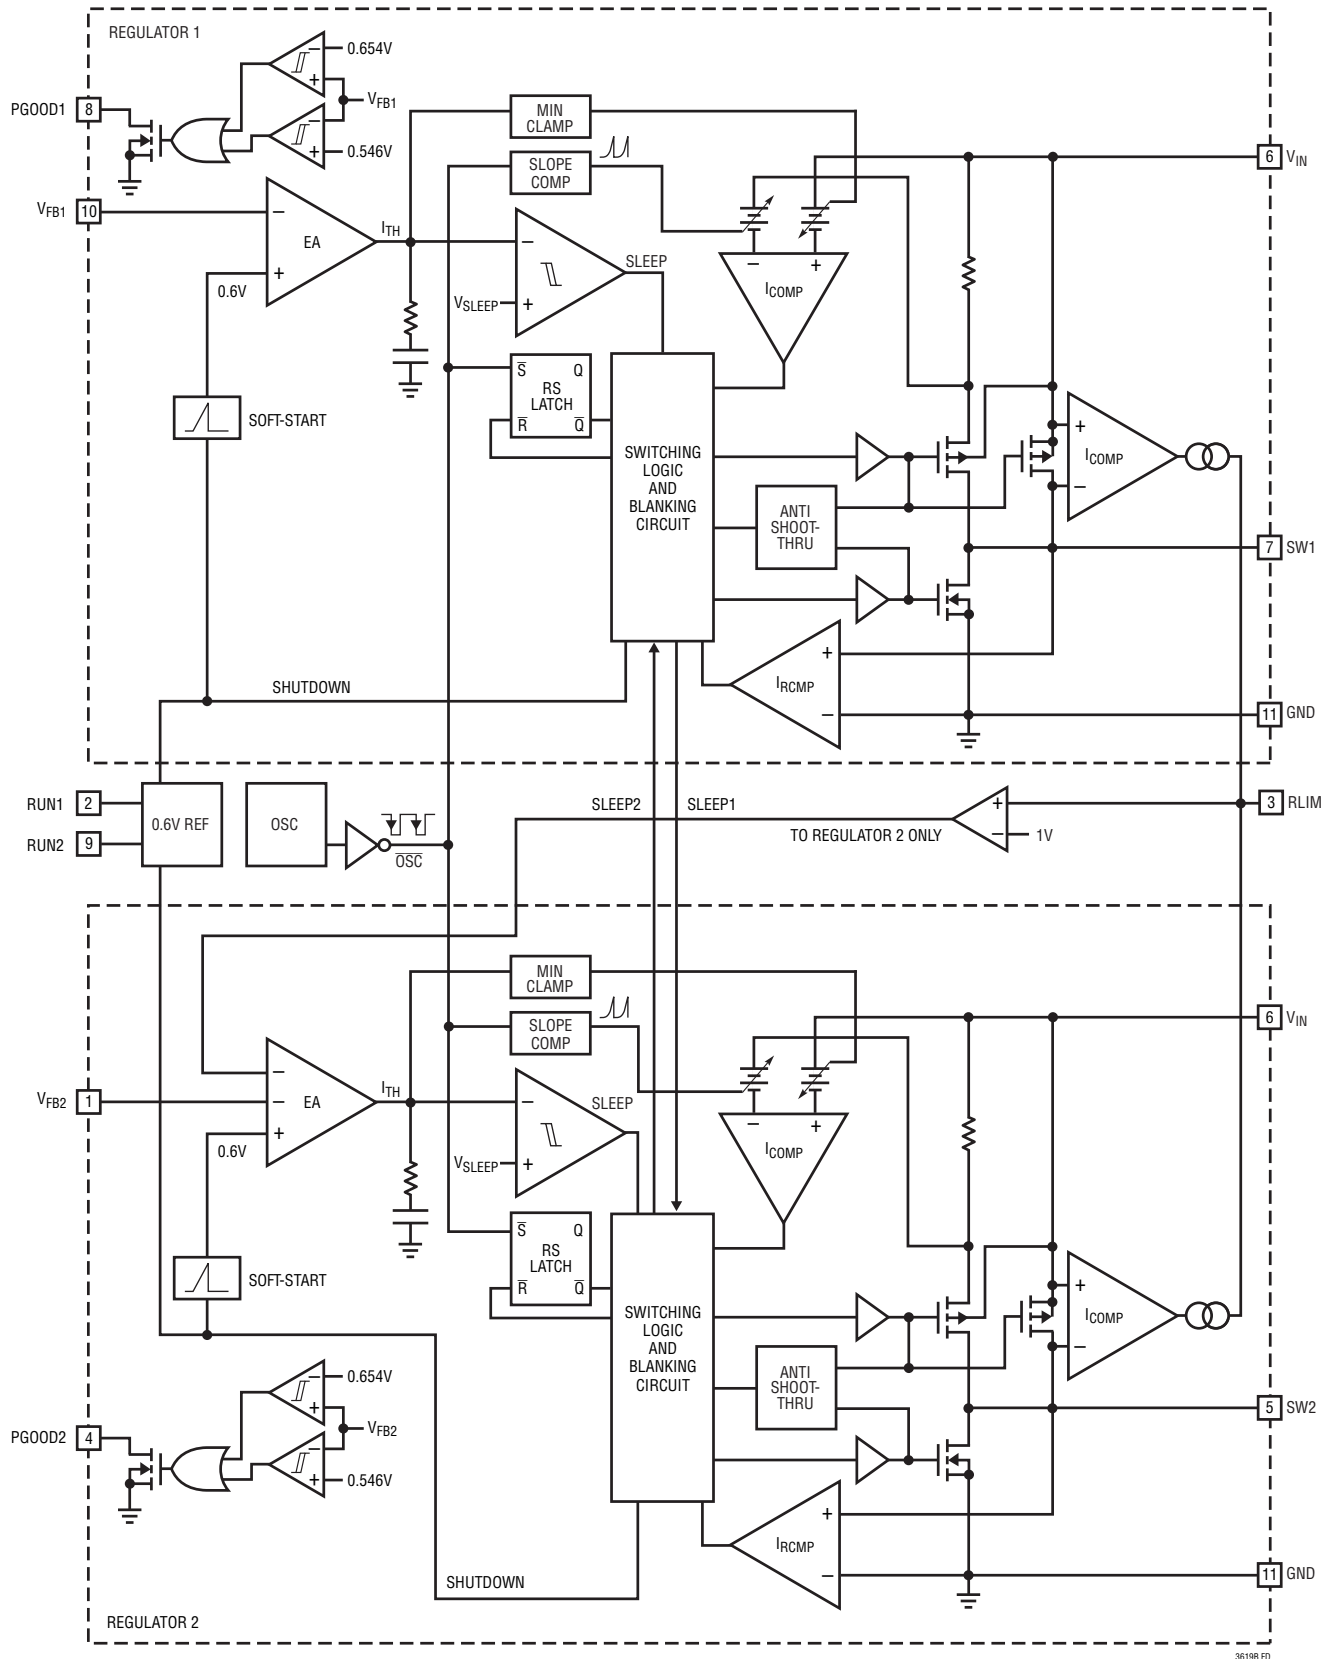 REGULATOR 1
PGOOD1
8
−
0.654V
+
VFB1
−
+
0.546V
VFB1
10
−
EA
+
0.6V
ITH
MIN
CLAMP
SLOPE
COMP
−
VSLEEP
+
SLEEP
−
+
ICOMP
6
VIN
SOFT-START
S̅
Q
RS
LATCH
R̅
Q̅
SWITCHING
LOGIC
AND
BLANKING
CIRCUIT
ANTI
SHOOT-
THRU
+
ICOMP
−
7
SW1
+
IRCMP
−
11
GND
SHUTDOWN
RUN1
2
RUN2
9
0.6V REF
OSC
O̅S̅C̅
SLEEP2
SLEEP1
TO REGULATOR 2 ONLY
+
−
1V
3
RLIM
MIN
CLAMP
SLOPE
COMP
VFB2
1
−
−
EA
+
0.6V
ITH
−
VSLEEP
+
SLEEP
−
+
ICOMP
6
VIN
SOFT-START
S̅
Q
RS
LATCH
R̅
Q̅
SWITCHING
LOGIC
AND
BLANKING
CIRCUIT
ANTI
SHOOT-
THRU
+
ICOMP
−
5
SW2
PGOOD2
4
−
0.654V
+
VFB2
−
+
0.546V
+
IRCMP
−
11
GND
SHUTDOWN
REGULATOR 2
3619B FD